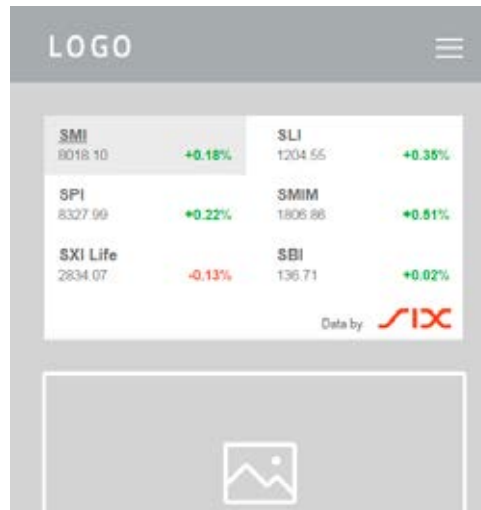 LOGO
SMI
8018.10 +0.18%
SLI
1204.55 +0.35%
SPI
8327.99 +0.22%
SMIM
1806.86 +0.51%
SXI Life
2834.07 -0.13%
SBI
136.71 +0.02%
Data by SIX